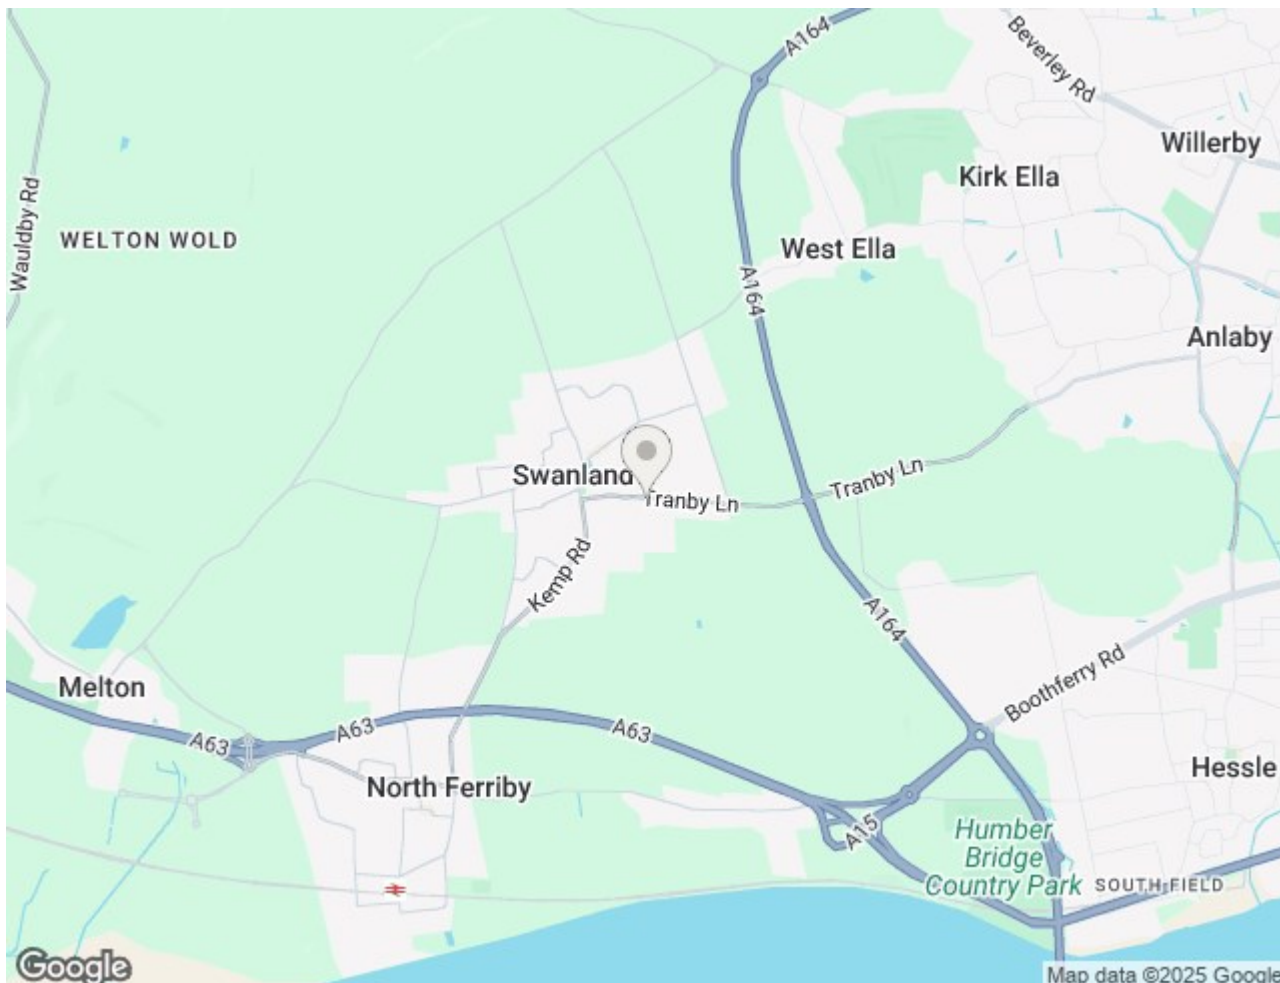 A164
Beverley Rd
Willerby
Kirk Ella
Wauldby Rd
WELTON WOLD
West Ella
A164
Anlaby
Swanland
Tranby Ln
Tranby Ln
Kemp Rd
A164
Boothferry Rd
Melton
A63
A63
A63
Hessle
North Ferriby
A15
Humber
Bridge
Country Park
SOUTH FIELD
Google
Map data ©2025 Google